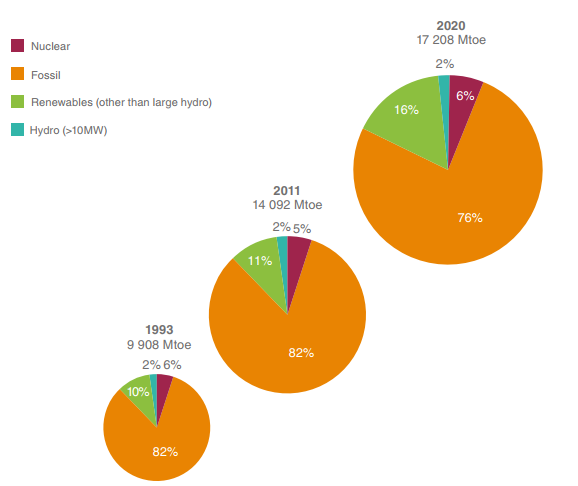 2020
17 208 Mtoe
Nuclear
Fossil
Renewables (other than large hydro)
Hydro (>10MW)
2%
6%
16%
76%
2011
14 092 Mtoe
2% 5%
11%
82%
1993
9 908 Mtoe
2% 6%
10%
82%